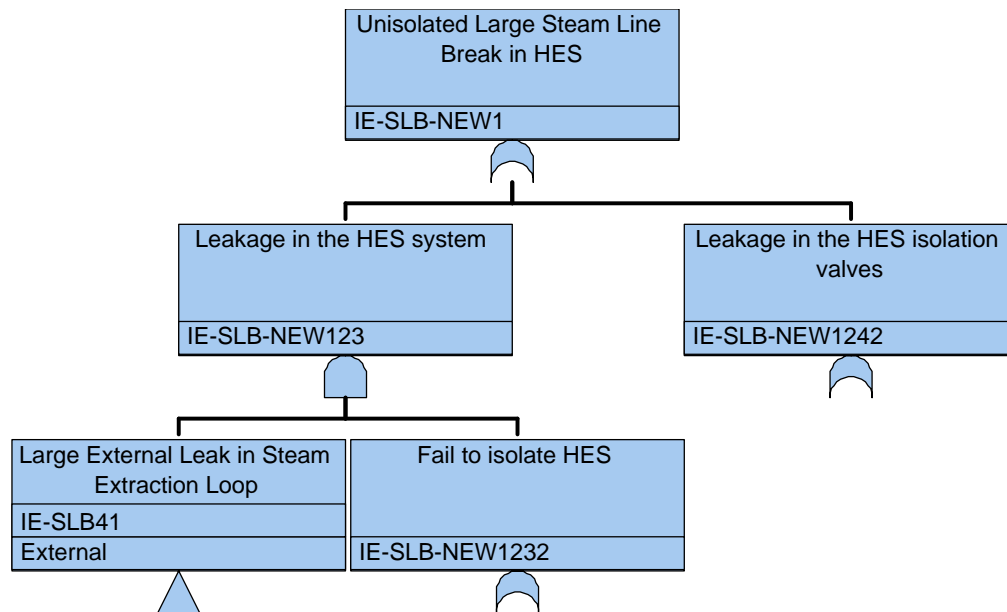 Unisolated Large Steam Line
Break in HES
IE-SLB-NEW1
Leakage in the HES system
IE-SLB-NEW123
Leakage in the HES isolation
valves
IE-SLB-NEW1242
Large External Leak in Steam
Extraction Loop
IE-SLB41
External
Fail to isolate HES
IE-SLB-NEW1232